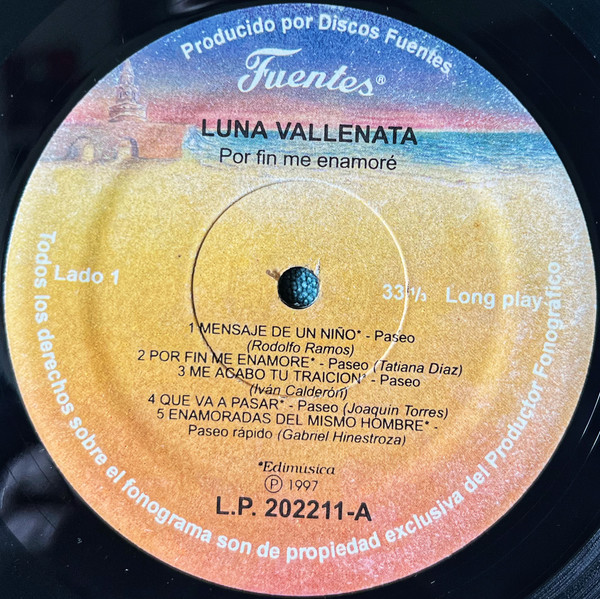 Producido por Discos Fuentes
Fuentes®
LUNA VALLENATA
Por fin me enamoré
Lado 1
33 1/3 Long play
1 MENSAJE DE UN NIÑO* - Paseo
(Rodolfo Ramos)
2 POR FIN ME ENAMORE* - Paseo (Tatiana Diaz)
3 ME ACABO TU TRAICION* - Paseo
(Iván Calderón)
4 QUE VA A PASAR* - Paseo (Joaquín Torres)
5 ENAMORADAS DEL MISMO HOMBRE* -
Paseo rápido (Gabriel Hinestroza)
*Edimusica
Ⓟ 1997
L.P. 202211-A
Todos los derechos sobre el fonograma son de propiedad exclusiva del Productor Fonográfico